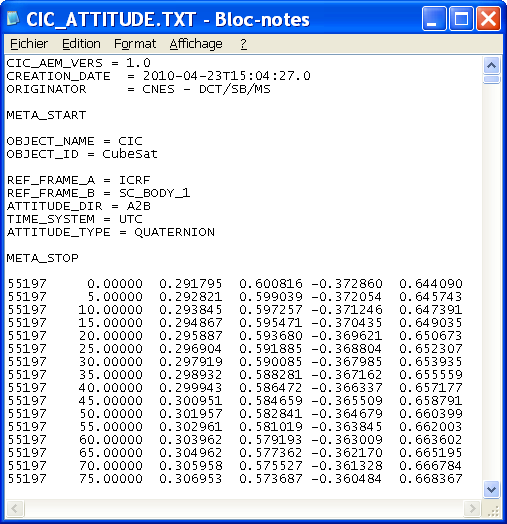 CIC_ATTITUDE.TXT - Bloc-notes
Fichier Edition Format Affichage ?
CIC_AEM_VERS = 1.0
CREATION_DATE = 2010-04-23T15:04:27.0
ORIGINATOR = CNES - DCT/SB/MS
META_START
OBJECT_NAME = CIC
OBJECT_ID = CubeSat
REF_FRAME_A = ICRF
REF_FRAME_B = SC_BODY_1
ATTITUDE_DIR = A2B
TIME_SYSTEM = UTC
ATTITUDE_TYPE = QUATERNION
META_STOP
55197 0.00000 0.291795 0.600816 -0.372860 0.644090
55197 5.00000 0.292821 0.599039 -0.372054 0.645743
55197 10.00000 0.293845 0.597257 -0.371246 0.647391
55197 15.00000 0.294867 0.595471 -0.370435 0.649035
55197 20.00000 0.295887 0.593680 -0.369621 0.650673
55197 25.00000 0.296904 0.591885 -0.368804 0.652307
55197 30.00000 0.297919 0.590085 -0.367985 0.653935
55197 35.00000 0.298932 0.588281 -0.367162 0.655559
55197 40.00000 0.299943 0.586472 -0.366337 0.657177
55197 45.00000 0.300951 0.584659 -0.365509 0.658791
55197 50.00000 0.301957 0.582841 -0.364679 0.660399
55197 55.00000 0.302961 0.581019 -0.363845 0.662003
55197 60.00000 0.303962 0.579193 -0.363009 0.663602
55197 65.00000 0.304962 0.577362 -0.362170 0.665195
55197 70.00000 0.305958 0.575527 -0.361328 0.666784
55197 75.00000 0.306953 0.573687 -0.360484 0.668367